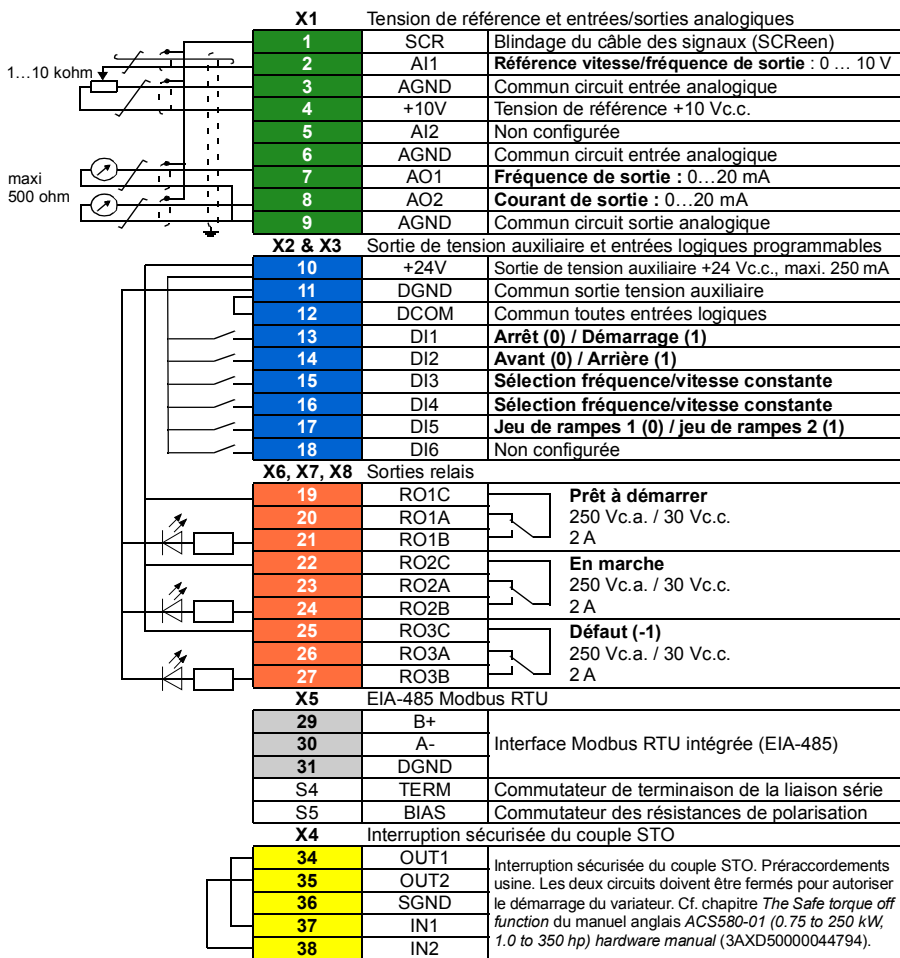 X1 Tension de référence et entrées/sorties analogiques
1 SCR Blindage du câble des signaux (SCReen)
1…10 kohm
2 AI1 Référence vitesse/fréquence de sortie : 0 … 10 V
3 AGND Commun circuit entrée analogique
4 +10V Tension de référence +10 Vc.c.
5 AI2 Non configurée
6 AGND Commun circuit entrée analogique
maxi
500 ohm
7 AO1 Fréquence de sortie : 0…20 mA
8 AO2 Courant de sortie : 0…20 mA
9 AGND Commun circuit sortie analogique
X2 & X3 Sortie de tension auxiliaire et entrées logiques programmables
10 +24V Sortie de tension auxiliaire +24 Vc.c., maxi. 250 mA
11 DGND Commun sortie tension auxiliaire
12 DCOM Commun toutes entrées logiques
13 DI1 Arrêt (0) / Démarrage (1)
14 DI2 Avant (0) / Arrière (1)
15 DI3 Sélection fréquence/vitesse constante
16 DI4 Sélection fréquence/vitesse constante
17 DI5 Jeu de rampes 1 (0) / jeu de rampes 2 (1)
18 DI6 Non configurée
X6, X7, X8 Sorties relais
19 RO1C Prêt à démarrer
20 RO1A 250 Vc.a. / 30 Vc.c.
21 RO1B 2 A
22 RO2C En marche
23 RO2A 250 Vc.a. / 30 Vc.c.
24 RO2B 2 A
25 RO3C Défaut (-1)
26 RO3A 250 Vc.a. / 30 Vc.c.
27 RO3B 2 A
X5 EIA-485 Modbus RTU
29 B+
30 A- Interface Modbus RTU intégrée (EIA-485)
31 DGND
S4 TERM Commutateur de terminaison de la liaison série
S5 BIAS Commutateur des résistances de polarisation
X4 Interruption sécurisée du couple STO
34 OUT1 Interruption sécurisée du couple STO. Préraccordements
35 OUT2 usine. Les deux circuits doivent être fermés pour autoriser
36 SGND le démarrage du variateur. Cf. chapitre The Safe torque off
37 IN1 function du manuel anglais ACS580-01 (0.75 to 250 kW,
38 IN2 1.0 to 350 hp) hardware manual (3AXD50000044794).